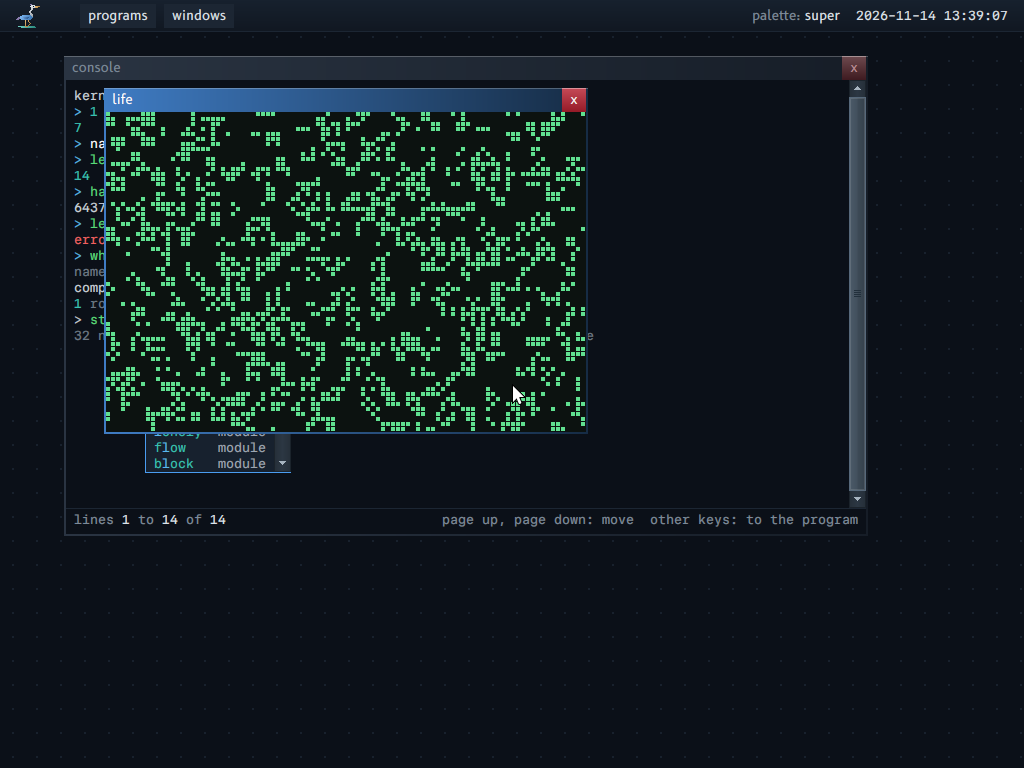 programs windows palette: super 2026-11-14 13:39:07
console x
kern
life x
> 1
7
> na
> le
14
> ha
6437
> le
erro
> wh
name
comp
1 ro
> st
32 n e
lonely module
flow module
block module
lines 1 to 14 of 14 page up, page down: move other keys: to the program